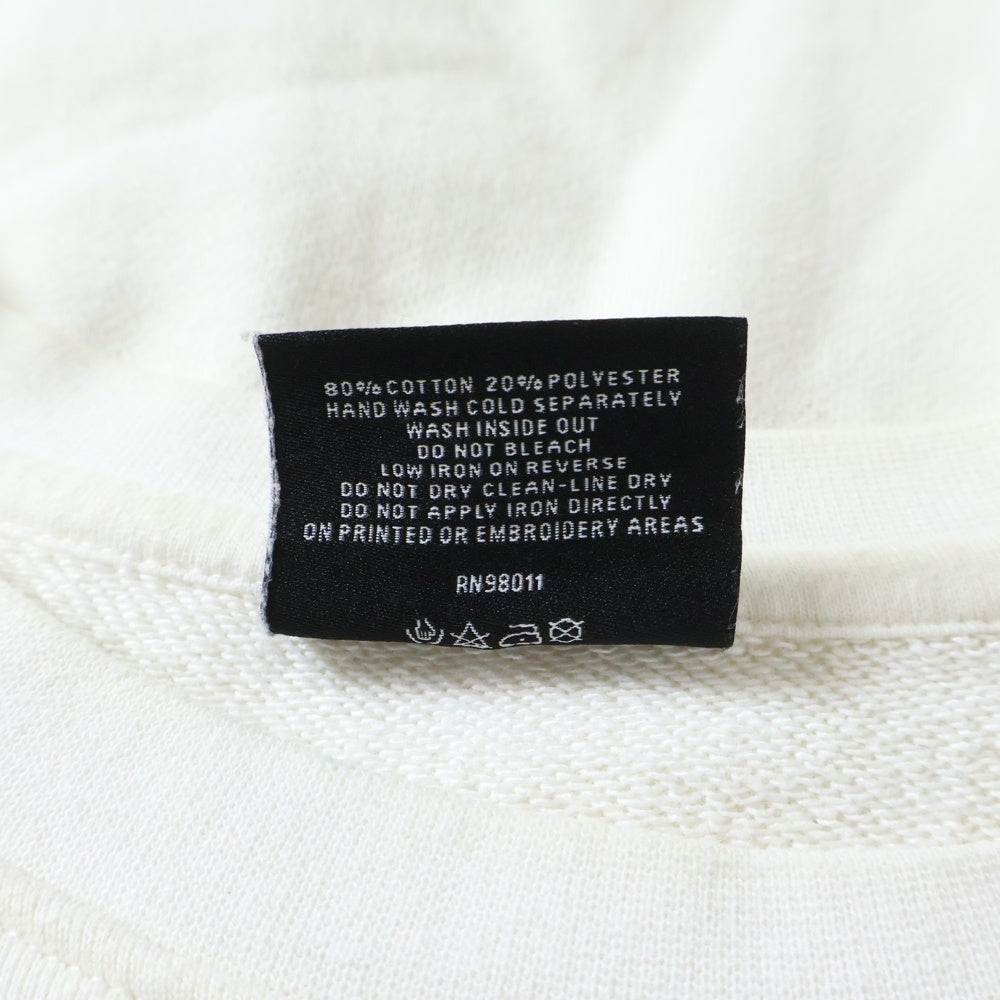 80% COTTON 20% POLYESTER
HAND WASH COLD SEPARATELY
WASH INSIDE OUT
DO NOT BLEACH
LOW IRON ON REVERSE
DO NOT DRY CLEAN-LINE DRY
DO NOT APPLY IRON DIRECTLY
ON PRINTED OR EMBROIDERY AREAS
RN98011